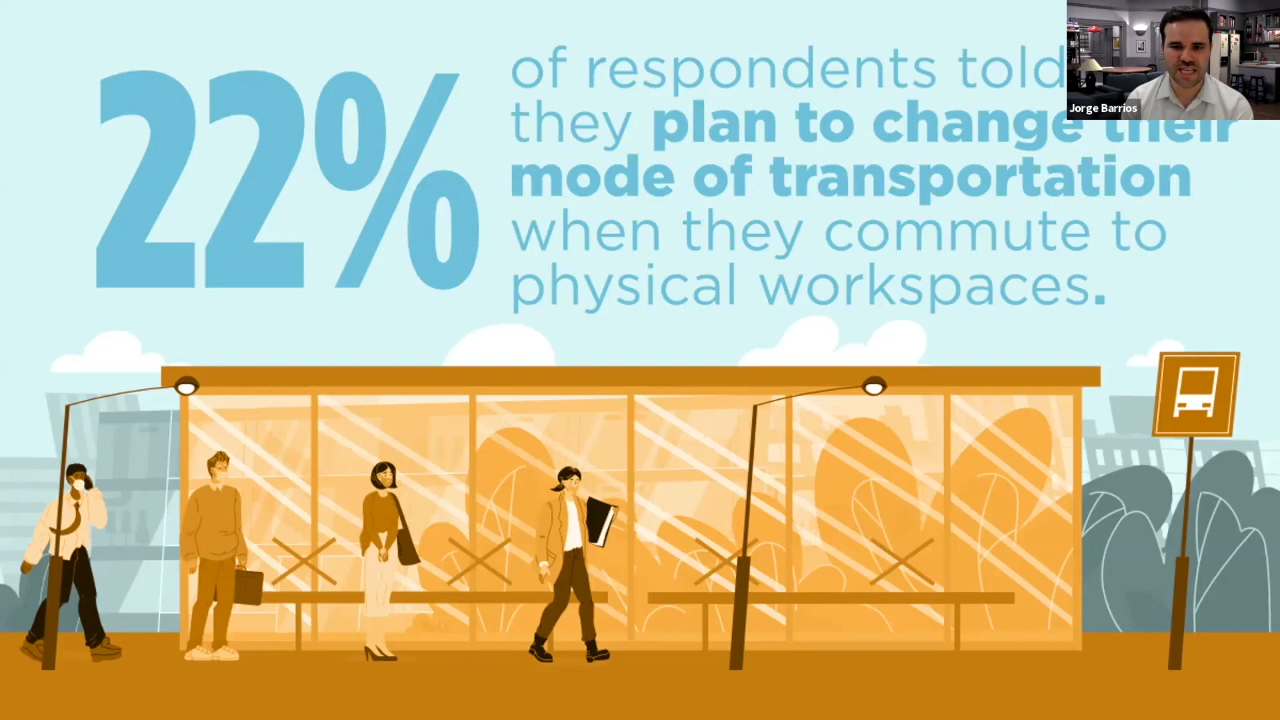 22%
of respondents told
they plan to change their
mode of transportation
when they commute to
physical workspaces.
Jorge Barrios